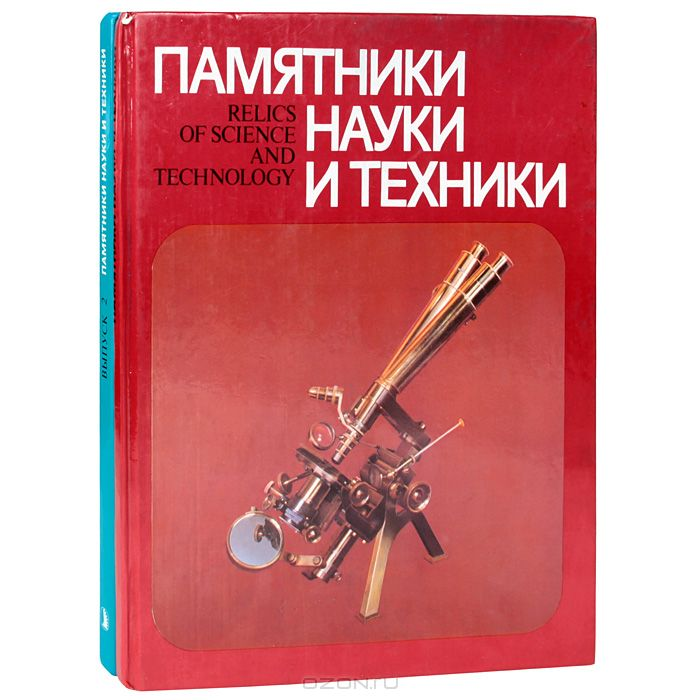 ПАМЯТНИКИ
НАУКИ
И ТЕХНИКИ
RELICS
OF SCIENCE
AND
TECHNOLOGY
ВЫПУСК 2 ПАМЯТНИКИ НАУКИ И ТЕХНИКИ
ozon.ru